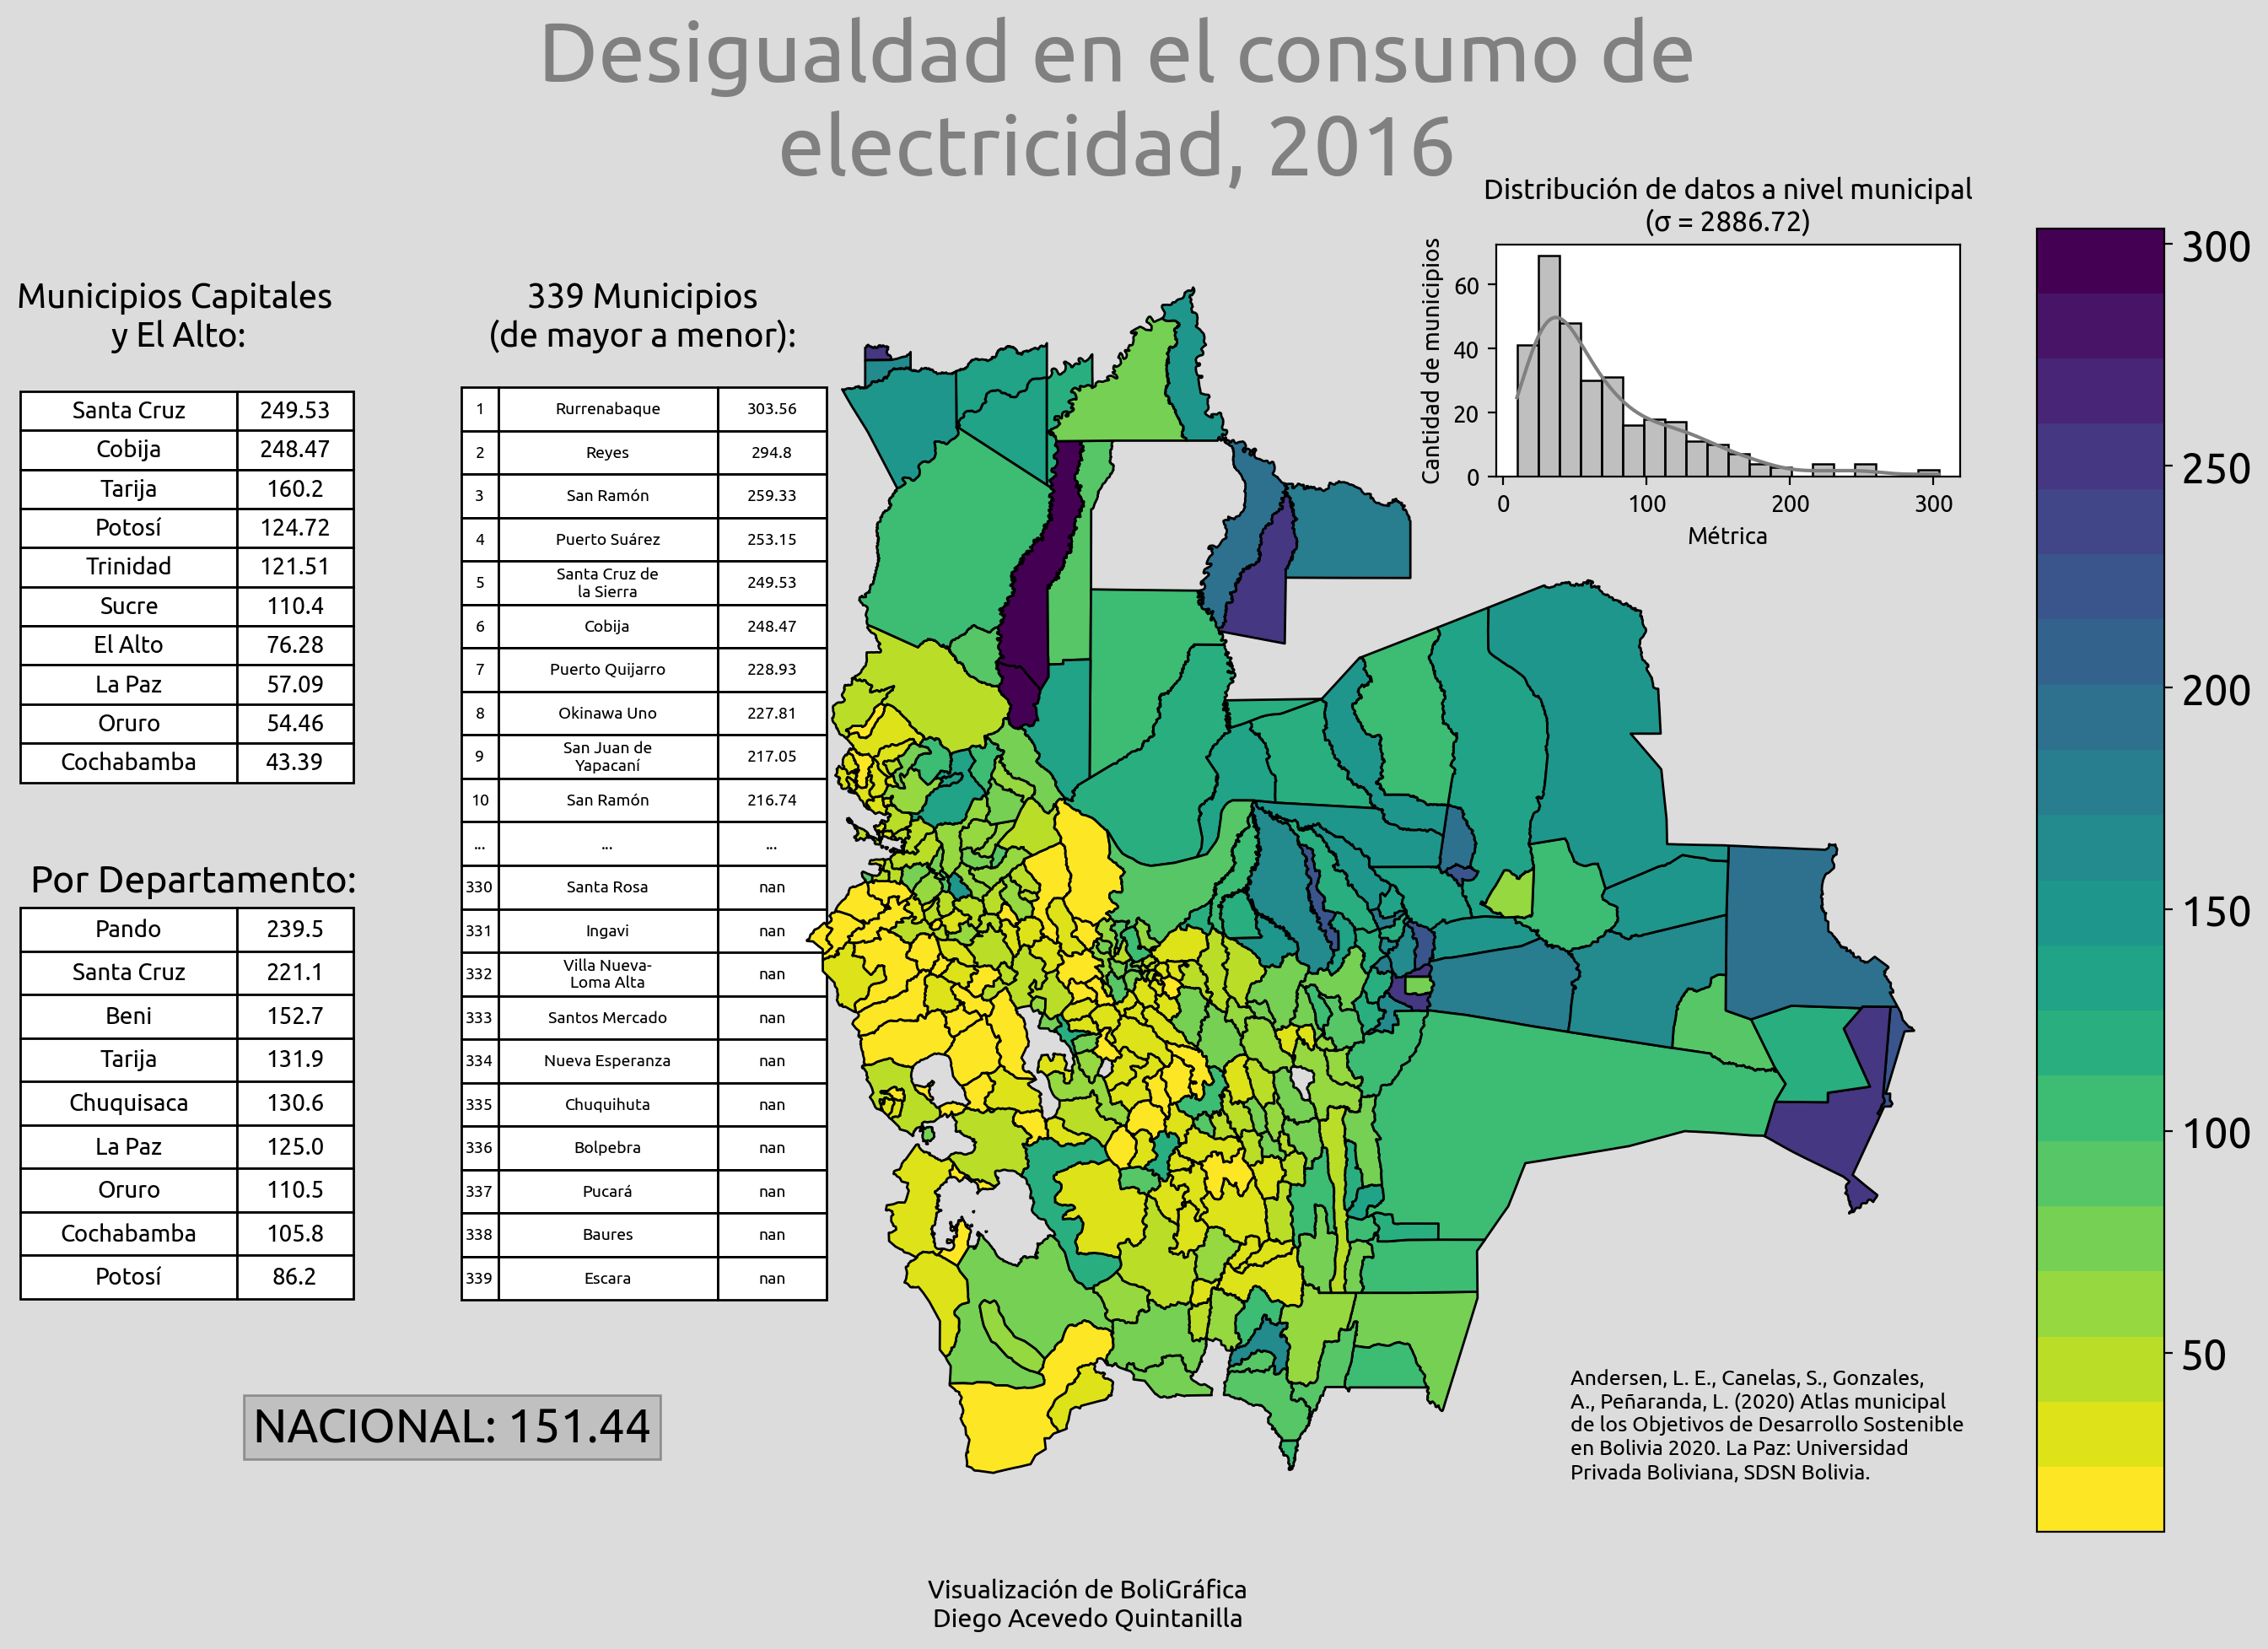 Desigualdad en el consumo de
electricidad, 2016
Municipios Capitales
y El Alto:
Santa Cruz 249.53
Cobija 248.47
Tarija 160.2
Potosí 124.72
Trinidad 121.51
Sucre 110.4
El Alto 76.28
La Paz 57.09
Oruro 54.46
Cochabamba 43.39
Por Departamento:
Pando 239.5
Santa Cruz 221.1
Beni 152.7
Tarija 131.9
Chuquisaca 130.6
La Paz 125.0
Oruro 110.5
Cochabamba 105.8
Potosí 86.2
NACIONAL: 151.44
339 Municipios
(de mayor a menor):
1 Rurrenabaque 303.56
2 Reyes 294.8
3 San Ramón 259.33
4 Puerto Suárez 253.15
5 Santa Cruz de
la Sierra 249.53
6 Cobija 248.47
7 Puerto Quijarro 228.93
8 Okinawa Uno 227.81
9 San Juan de
Yapacaní 217.05
10 San Ramón 216.74
... ... ...
330 Santa Rosa nan
331 Ingavi nan
332 Villa Nueva-
Loma Alta nan
333 Santos Mercado nan
334 Nueva Esperanza nan
335 Chuquihuta nan
336 Bolpebra nan
337 Pucará nan
338 Baures nan
339 Escara nan
Distribución de datos a nivel municipal
(σ = 2886.72)
Cantidad de municipios
60
40
20
0
0 100 200 300
Métrica
300
250
200
150
100
50
Andersen, L. E., Canelas, S., Gonzales,
A., Peñaranda, L. (2020) Atlas municipal
de los Objetivos de Desarrollo Sostenible
en Bolivia 2020. La Paz: Universidad
Privada Boliviana, SDSN Bolivia.
Visualización de BoliGráfica
Diego Acevedo Quintanilla